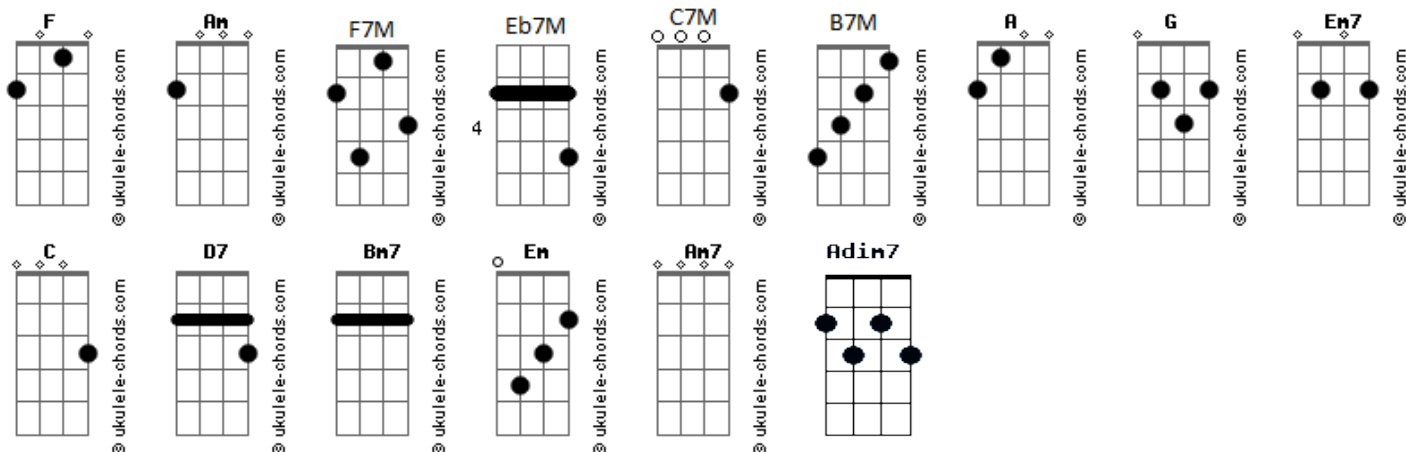 F Am F7M Eb7M C7M B7M A G Em7
© ukulele-chords.com © ukulele-chords.com © ukulele-chords.com © ukulele-chords.com © ukulele-chords.com © ukulele-chords.com © ukulele-chords.com © ukulele-chords.com © ukulele-chords.com
4
C D7 Bm7 Em Am7 Adim7
© ukulele-chords.com © ukulele-chords.com © ukulele-chords.com © ukulele-chords.com © ukulele-chords.com